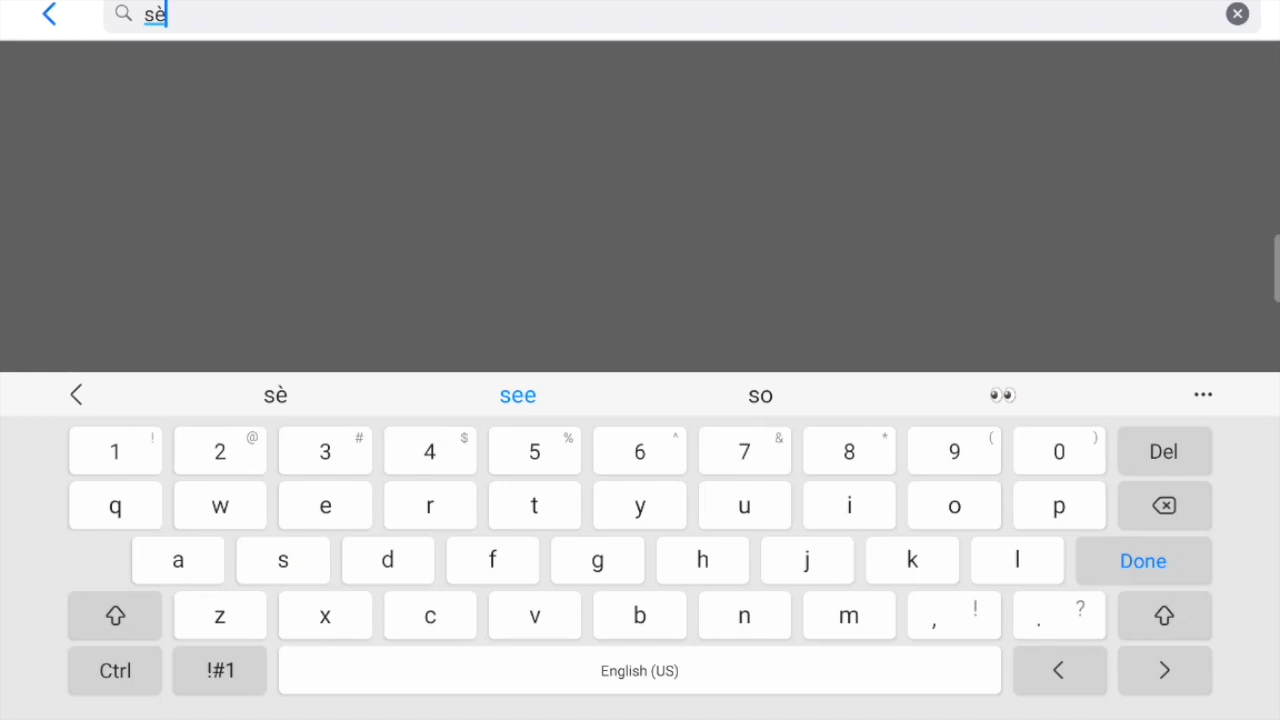 sè
sè see so 👀 ...
1 ! 2 @ 3 # 4 $ 5 % 6 ^ 7 & 8 * 9 ( 0 ) Del
q w e r t y u i o p
a s d f g h j k l Done
z x c v b n m , ! . ?
Ctrl !#1 English (US) < >